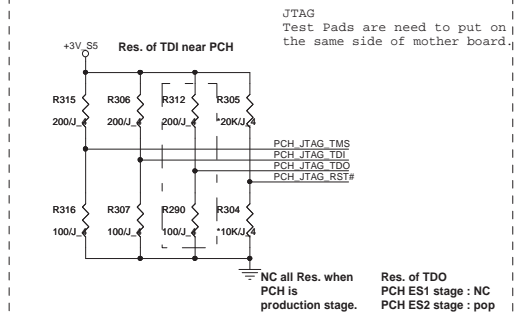 JTAG
Test Pads are need to put on
the same side of mother board.
+3V_S5
Res. of TDI near PCH
R315 R306 R312 R305
200/J_4 200/J_4 200/J_4 *20K/J_4
PCH_JTAG_TMS
PCH_JTAG_TDI
PCH_JTAG_TDO
PCH_JTAG_RST#
R316 R307 R290 R304
100/J_4 100/J_4 100/J_4 *10K/J_4
NC all Res. when
PCH is
production stage.
Res. of TDO
PCH ES1 stage : NC
PCH ES2 stage : pop